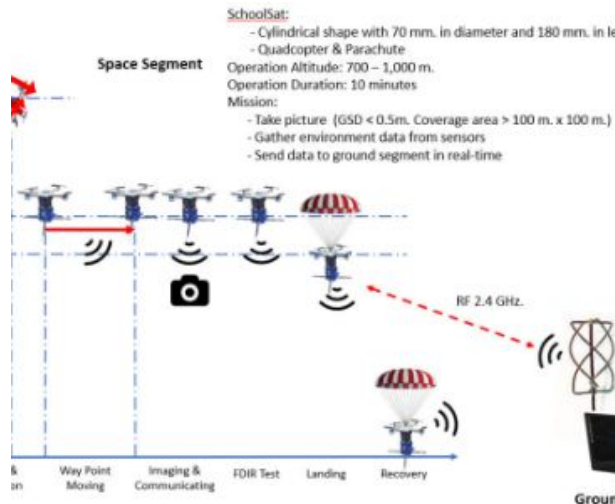 SchoolSat:
- Cylindrical shape with 70 mm. in diameter and 180 mm. in le
- Quadcopter & Parachute
Space Segment
Operation Altitude: 700 – 1,000 m.
Operation Duration: 10 minutes
Mission:
- Take picture (GSD < 0.5m. Coverage area > 100 m. x 100 m.)
- Gather environment data from sensors
- Send data to ground segment in real-time
RF 2.4 GHz.
&
on
Way Point
Moving
Imaging &
Communicating
FDIR Test
Landing
Recovery
Groun